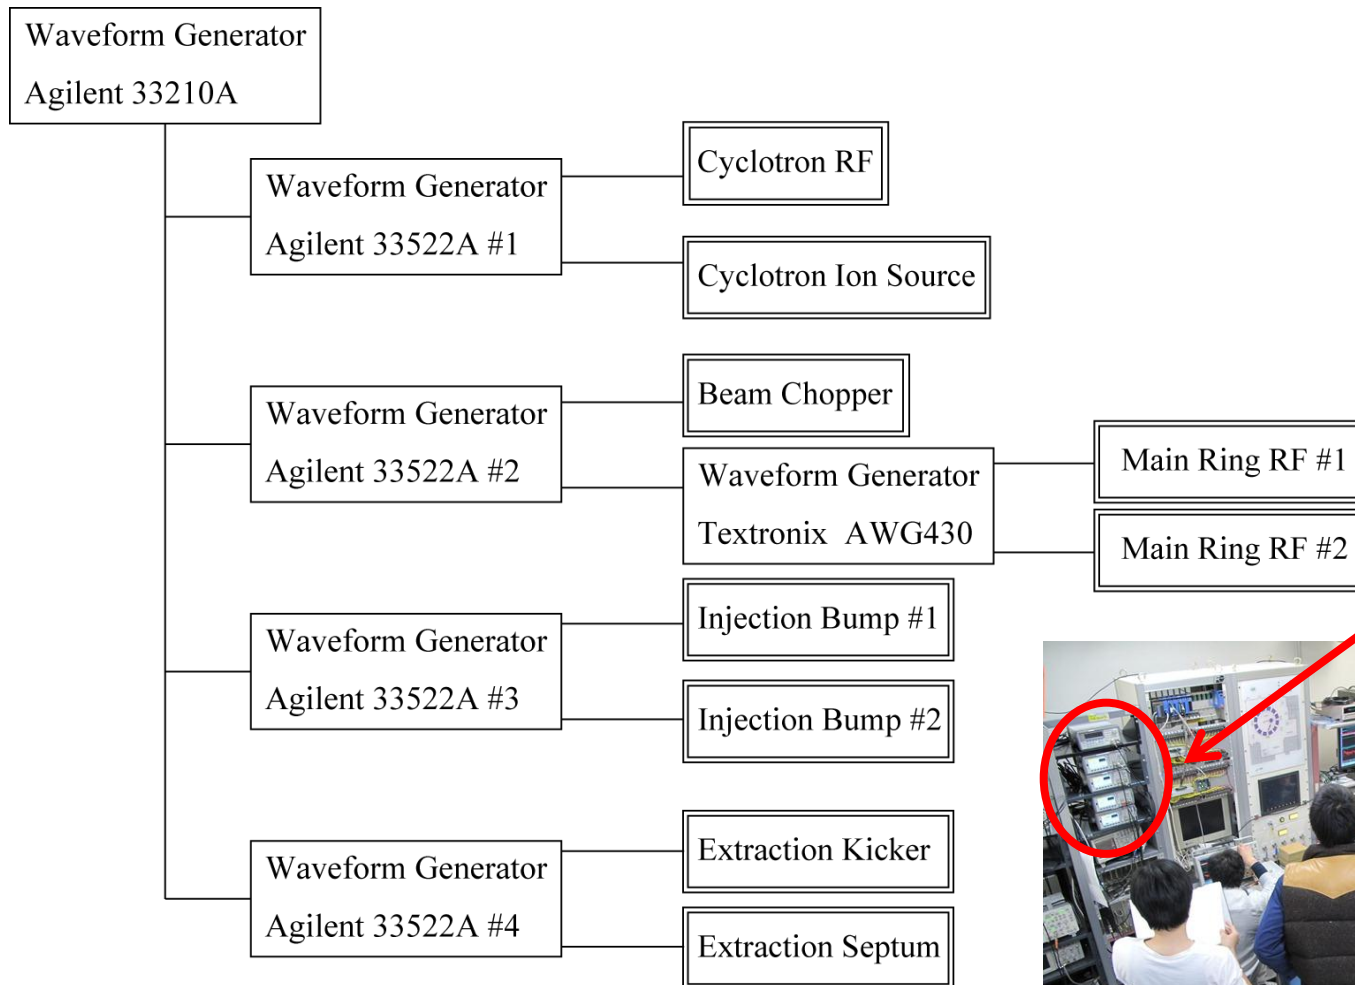 Waveform Generator
Agilent 33210A
Waveform Generator
Agilent 33522A #1
Cyclotron RF
Cyclotron Ion Source
Waveform Generator
Agilent 33522A #2
Beam Chopper
Waveform Generator
Textronix AWG430
Main Ring RF #1
Main Ring RF #2
Waveform Generator
Agilent 33522A #3
Injection Bump #1
Injection Bump #2
Waveform Generator
Agilent 33522A #4
Extraction Kicker
Extraction Septum